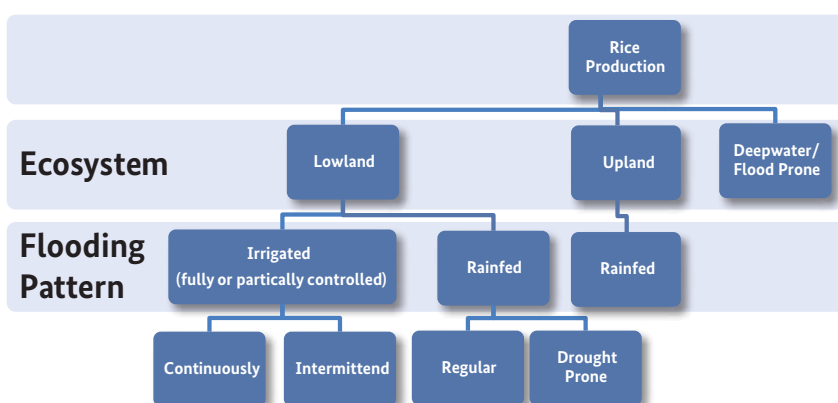 Rice
Production
Ecosystem
Lowland
Upland
Deepwater/
Flood Prone
Flooding
Pattern
Irrigated
(fully or partically controlled)
Rainfed
Rainfed
Continuously
Intermittend
Regular
Drought
Prone